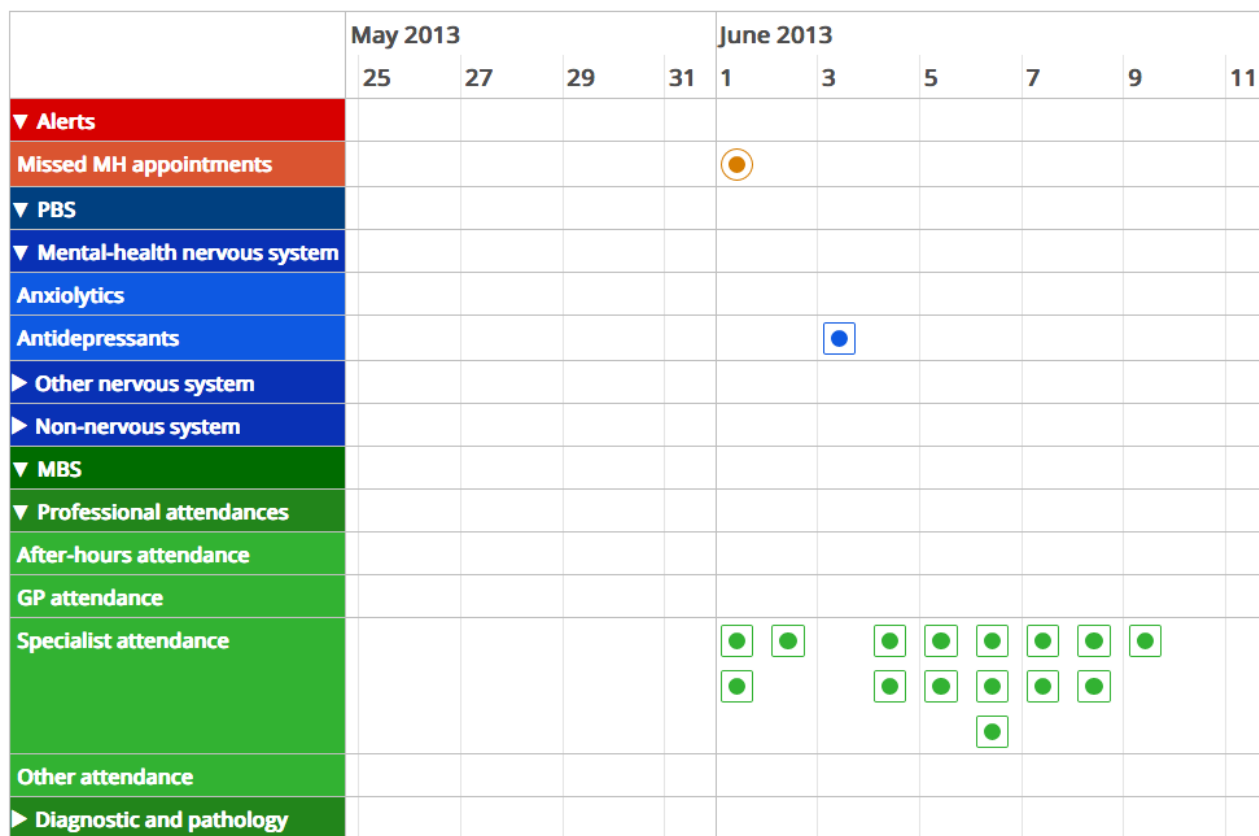 May 2013 June 2013
25 27 29 31 1 3 5 7 9 11
▼ Alerts
Missed MH appointments
▼ PBS
▼ Mental-health nervous system
Anxiolytics
Antidepressants
▶ Other nervous system
▶ Non-nervous system
▼ MBS
▼ Professional attendances
After-hours attendance
GP attendance
Specialist attendance
Other attendance
▶ Diagnostic and pathology